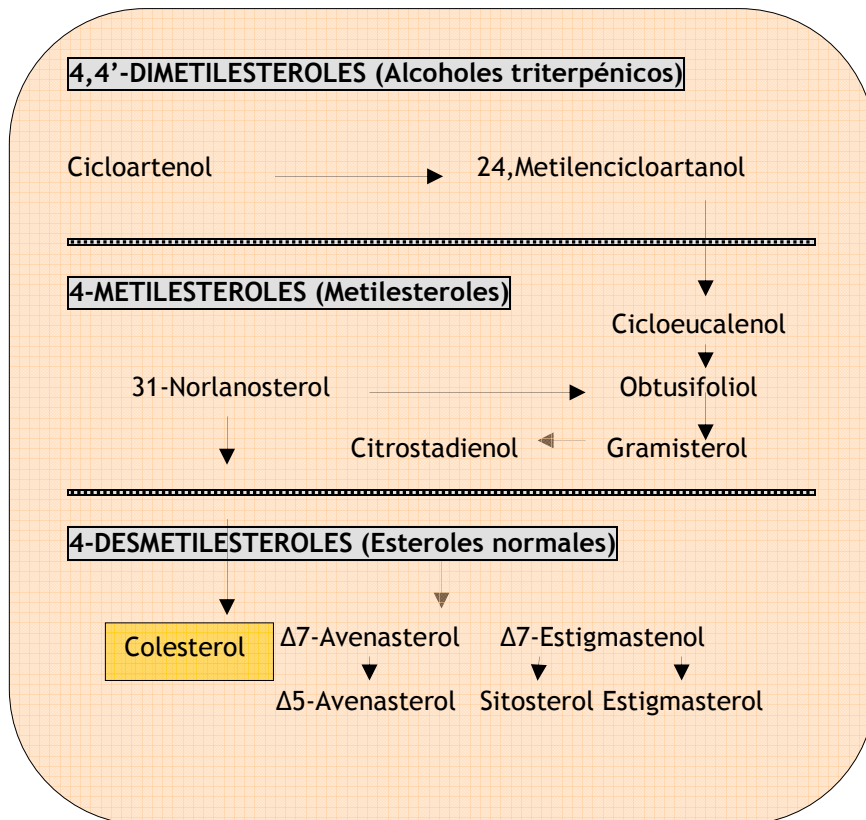 4,4’-DIMETILESTEROLES (Alcoholes triterpénicos)
Cicloartenol 24,Metilencicloartanol
4-METILESTEROLES (Metilesteroles)
Cicloeucalenol
31-Norlanosterol Obtusifoliol
Citrostadienol Gramisterol
4-DESMETILESTEROLES (Esteroles normales)
Colesterol Δ7-Avenasterol Δ7-Estigmastenol
Δ5-Avenasterol Sitosterol Estigmasterol